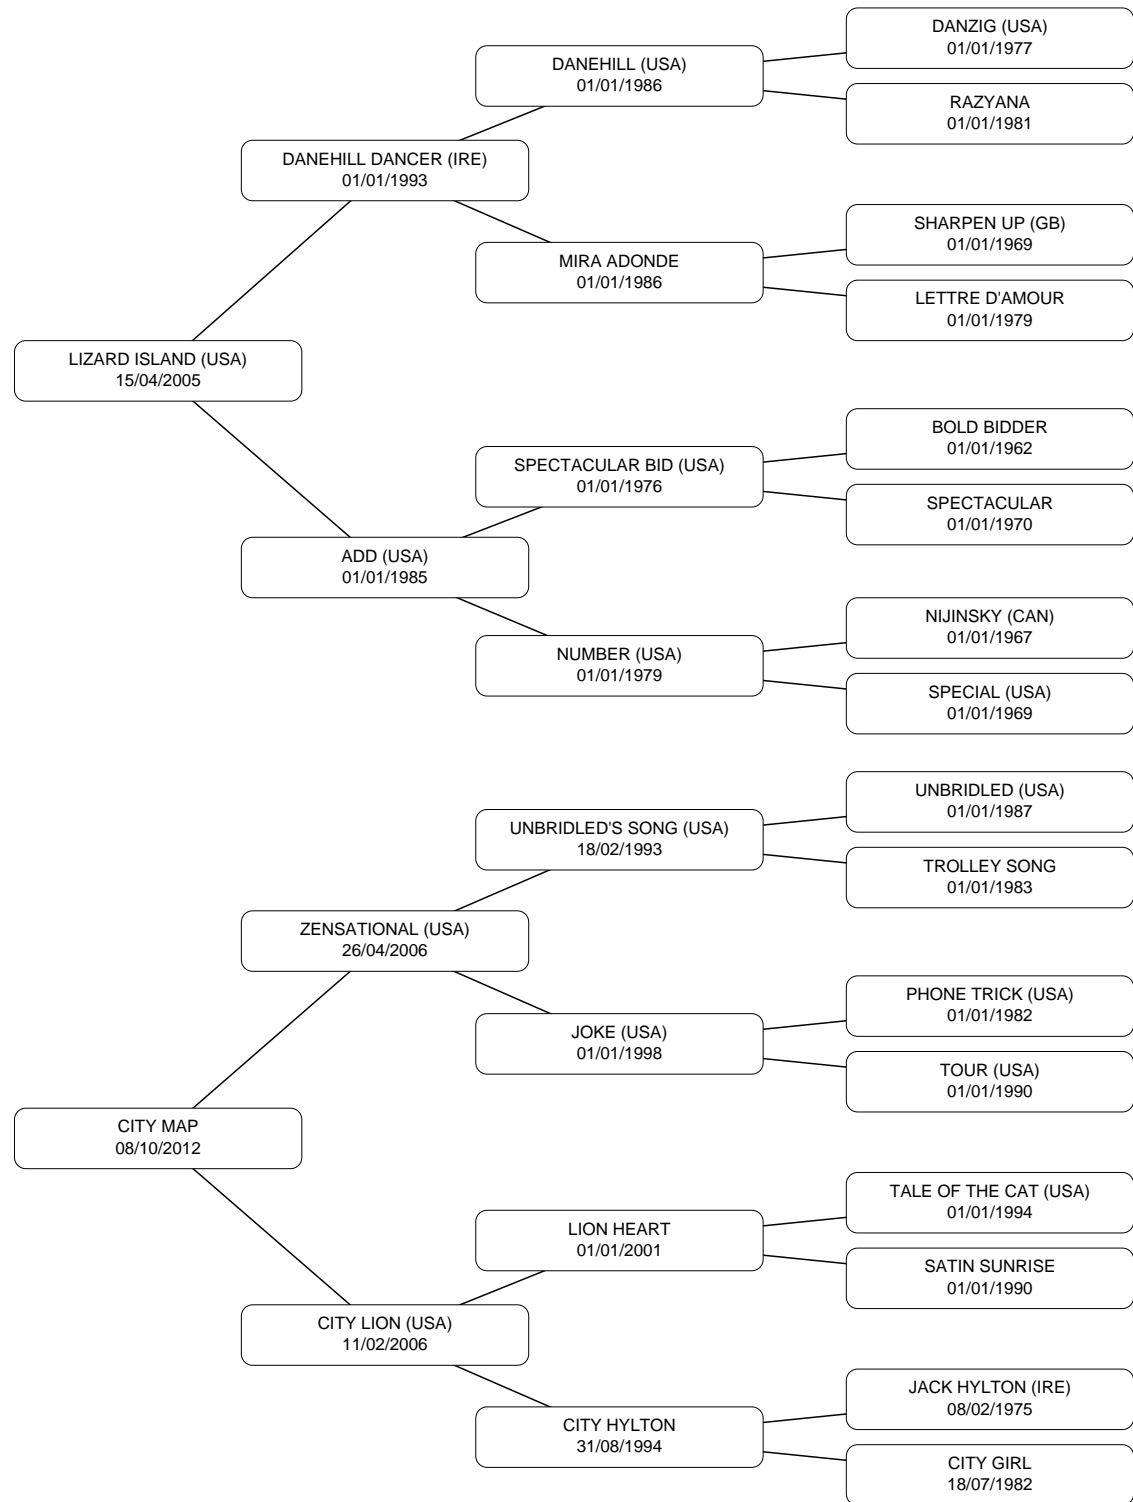 DANZIG (USA)
01/01/1977
DANEHILL (USA)
01/01/1986
RAZYANA
01/01/1981
DANEHILL DANCER (IRE)
01/01/1993
SHARPEN UP (GB)
01/01/1969
MIRA ADONDE
01/01/1986
LETTRE D'AMOUR
01/01/1979
LIZARD ISLAND (USA)
15/04/2005
BOLD BIDDER
01/01/1962
SPECTACULAR BID (USA)
01/01/1976
SPECTACULAR
01/01/1970
ADD (USA)
01/01/1985
NIJINSKY (CAN)
01/01/1967
NUMBER (USA)
01/01/1979
SPECIAL (USA)
01/01/1969
UNBRIDLED (USA)
01/01/1987
UNBRIDLED'S SONG (USA)
18/02/1993
TROLLEY SONG
01/01/1983
ZENSATIONAL (USA)
26/04/2006
PHONE TRICK (USA)
01/01/1982
JOKE (USA)
01/01/1998
TOUR (USA)
01/01/1990
CITY MAP
08/10/2012
TALE OF THE CAT (USA)
01/01/1994
LION HEART
01/01/2001
SATIN SUNRISE
01/01/1990
CITY LION (USA)
11/02/2006
JACK HYLTON (IRE)
08/02/1975
CITY HYLTON
31/08/1994
CITY GIRL
18/07/1982